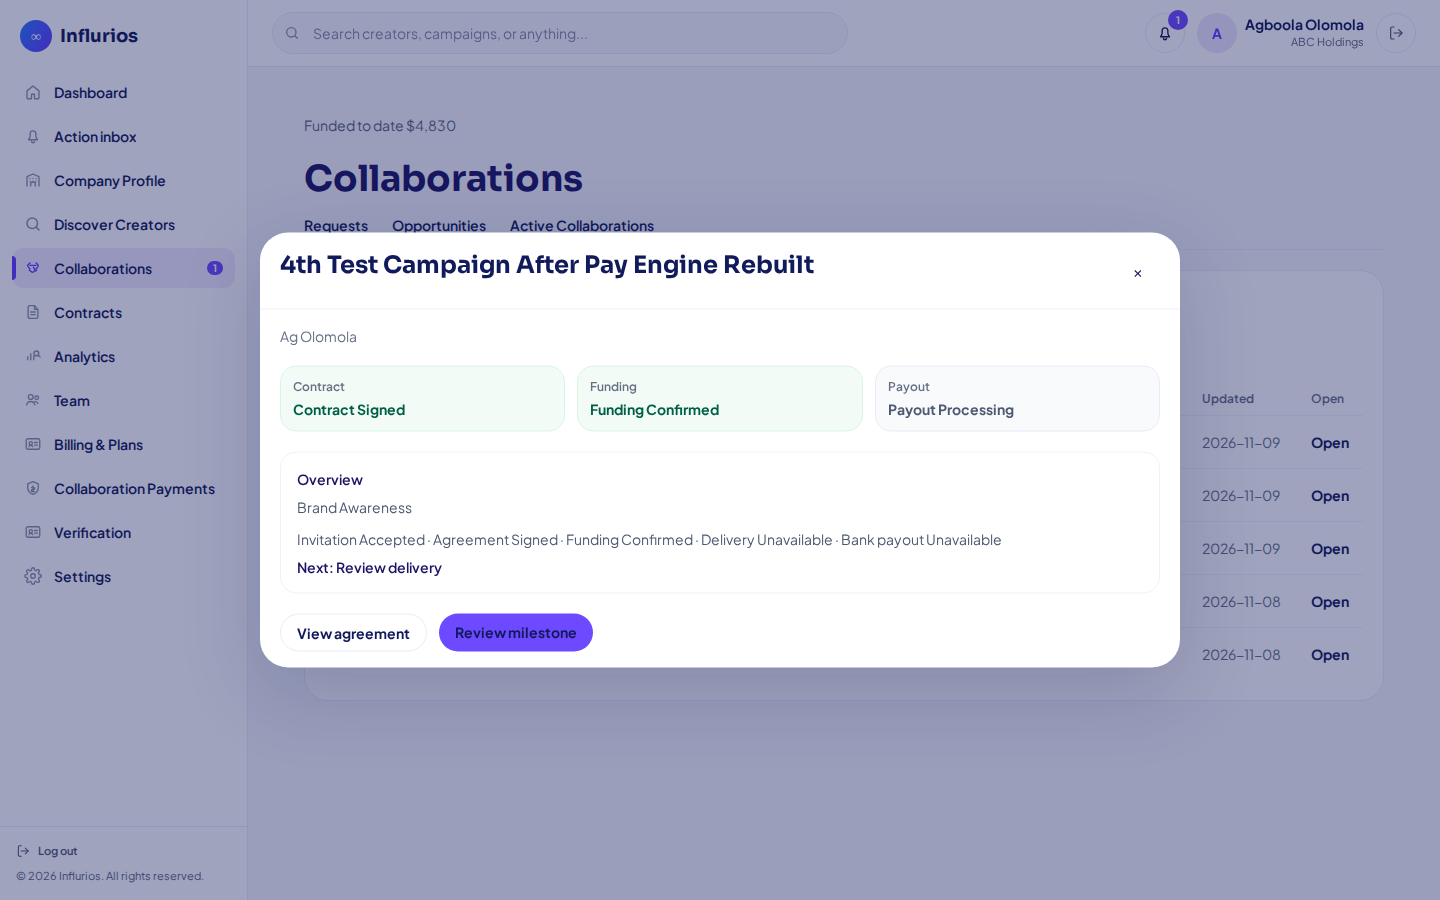 Influrios
Search creators, campaigns, or anything...
1
A
Agboola Olomola
ABC Holdings
Dashboard
Action inbox
Company Profile
Discover Creators
Collaborations
1
Contracts
Analytics
Team
Billing & Plans
Collaboration Payments
Verification
Settings
Log out
© 2026 Influrios. All rights reserved.
Funded to date $4,830
Collaborations
Requests
Opportunities
Active Collaborations
4th Test Campaign After Pay Engine Rebuilt
×
Ag Olomola
Contract
Contract Signed
Funding
Funding Confirmed
Payout
Payout Processing
Overview
Brand Awareness
Invitation Accepted · Agreement Signed · Funding Confirmed · Delivery Unavailable · Bank payout Unavailable
Next: Review delivery
View agreement
Review milestone
Updated
Open
2026-11-09
Open
2026-11-09
Open
2026-11-09
Open
2026-11-08
Open
2026-11-08
Open